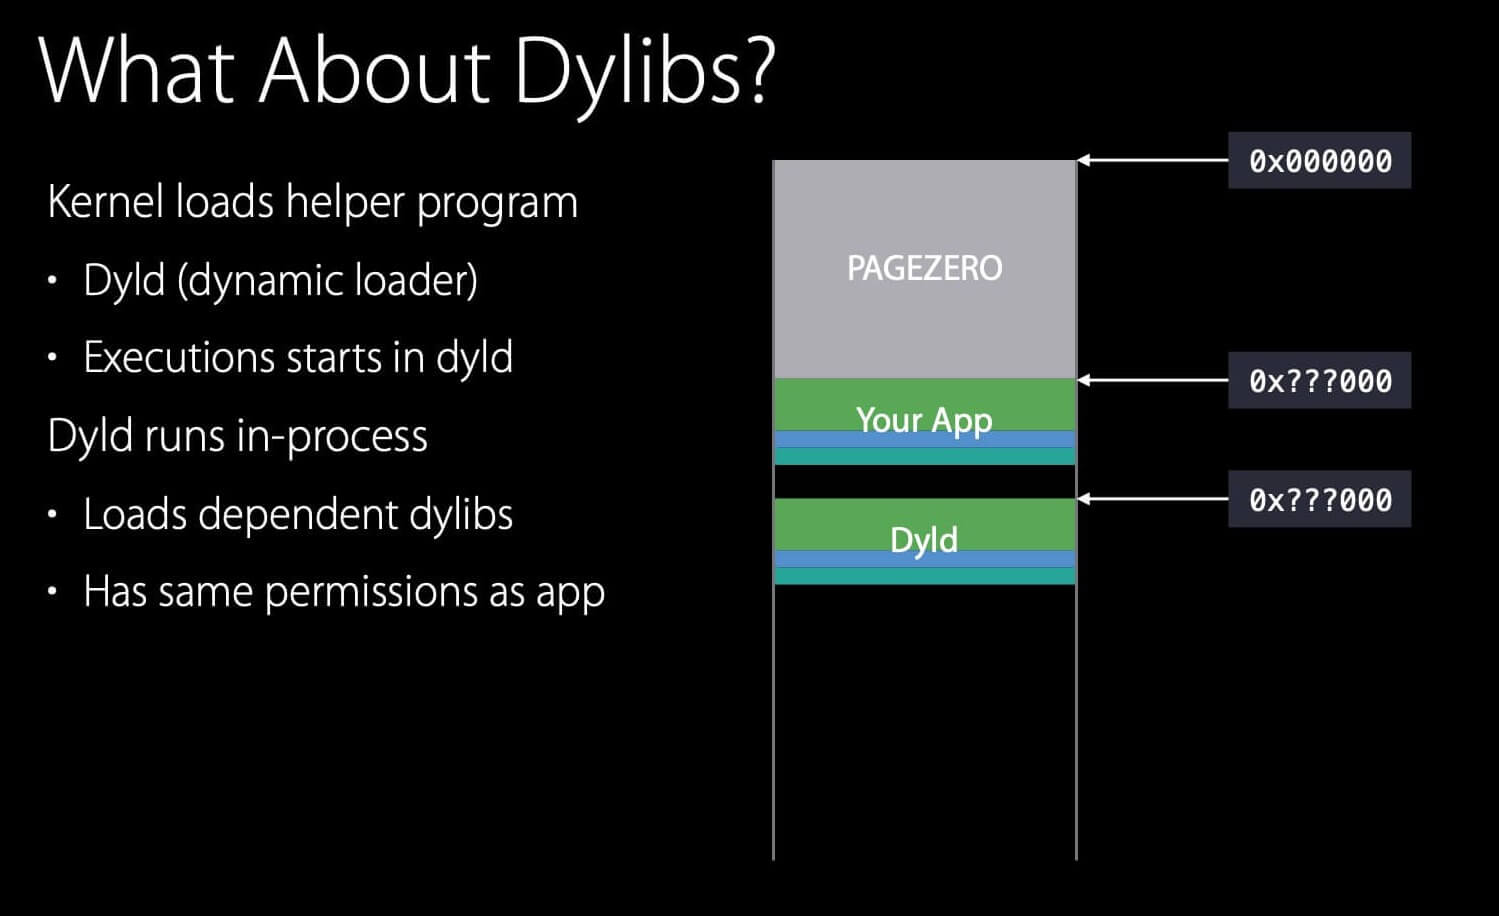 What About Dylibs?
Kernel loads helper program
• Dyld (dynamic loader)
• Executions starts in dyld
Dyld runs in-process
• Loads dependent dylibs
• Has same permissions as app
0x000000
PAGEZERO
0x???000
Your App
0x???000
Dyld